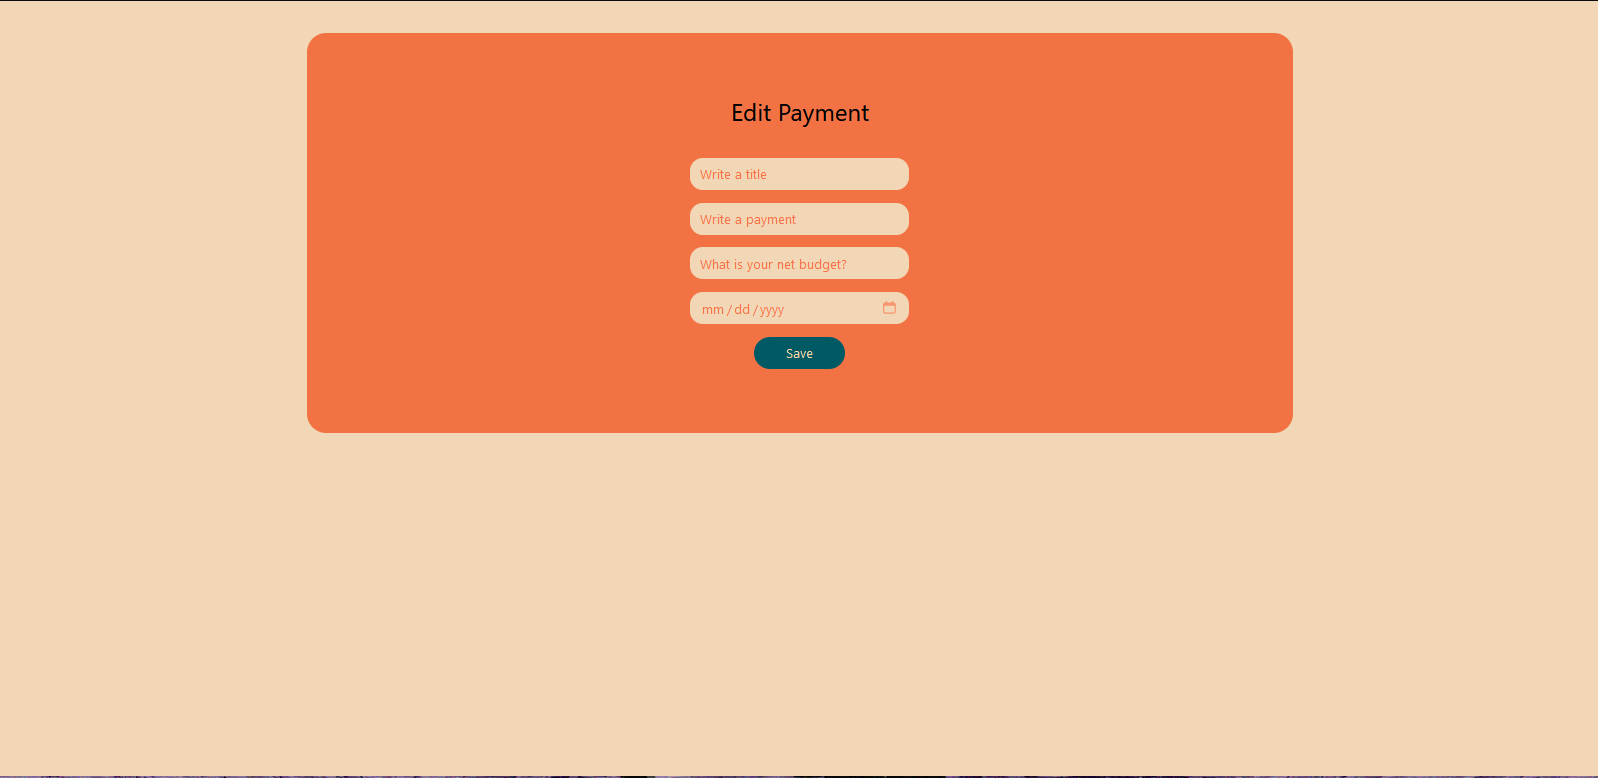 Edit Payment
Write a title
Write a payment
What is your net budget?
mm/dd/yyyy
Save